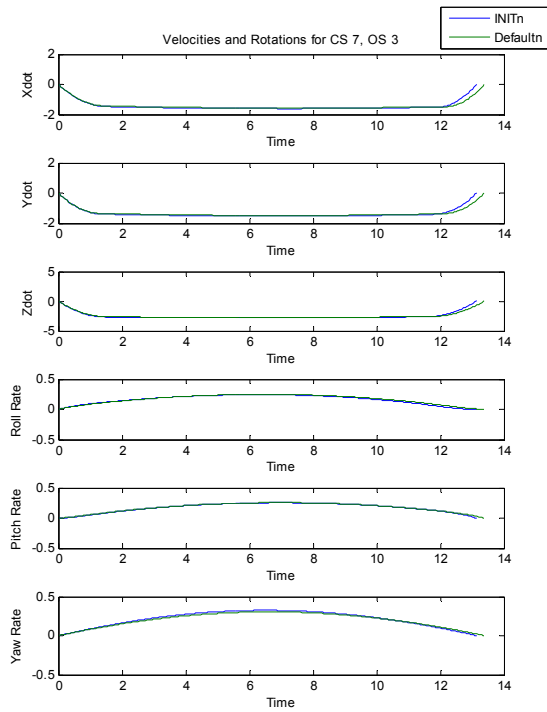 INITn
Defaultn
Velocities and Rotations for CS 7, OS 3
Xdot
2
0
-2
0 2 4 6 8 10 12 14
Time
Ydot
2
0
-2
0 2 4 6 8 10 12 14
Time
Zdot
5
0
-5
0 2 4 6 8 10 12 14
Time
Roll Rate
0.5
0
-0.5
0 2 4 6 8 10 12 14
Time
Pitch Rate
0.5
0
-0.5
0 2 4 6 8 10 12 14
Time
Yaw Rate
0.5
0
-0.5
0 2 4 6 8 10 12 14
Time